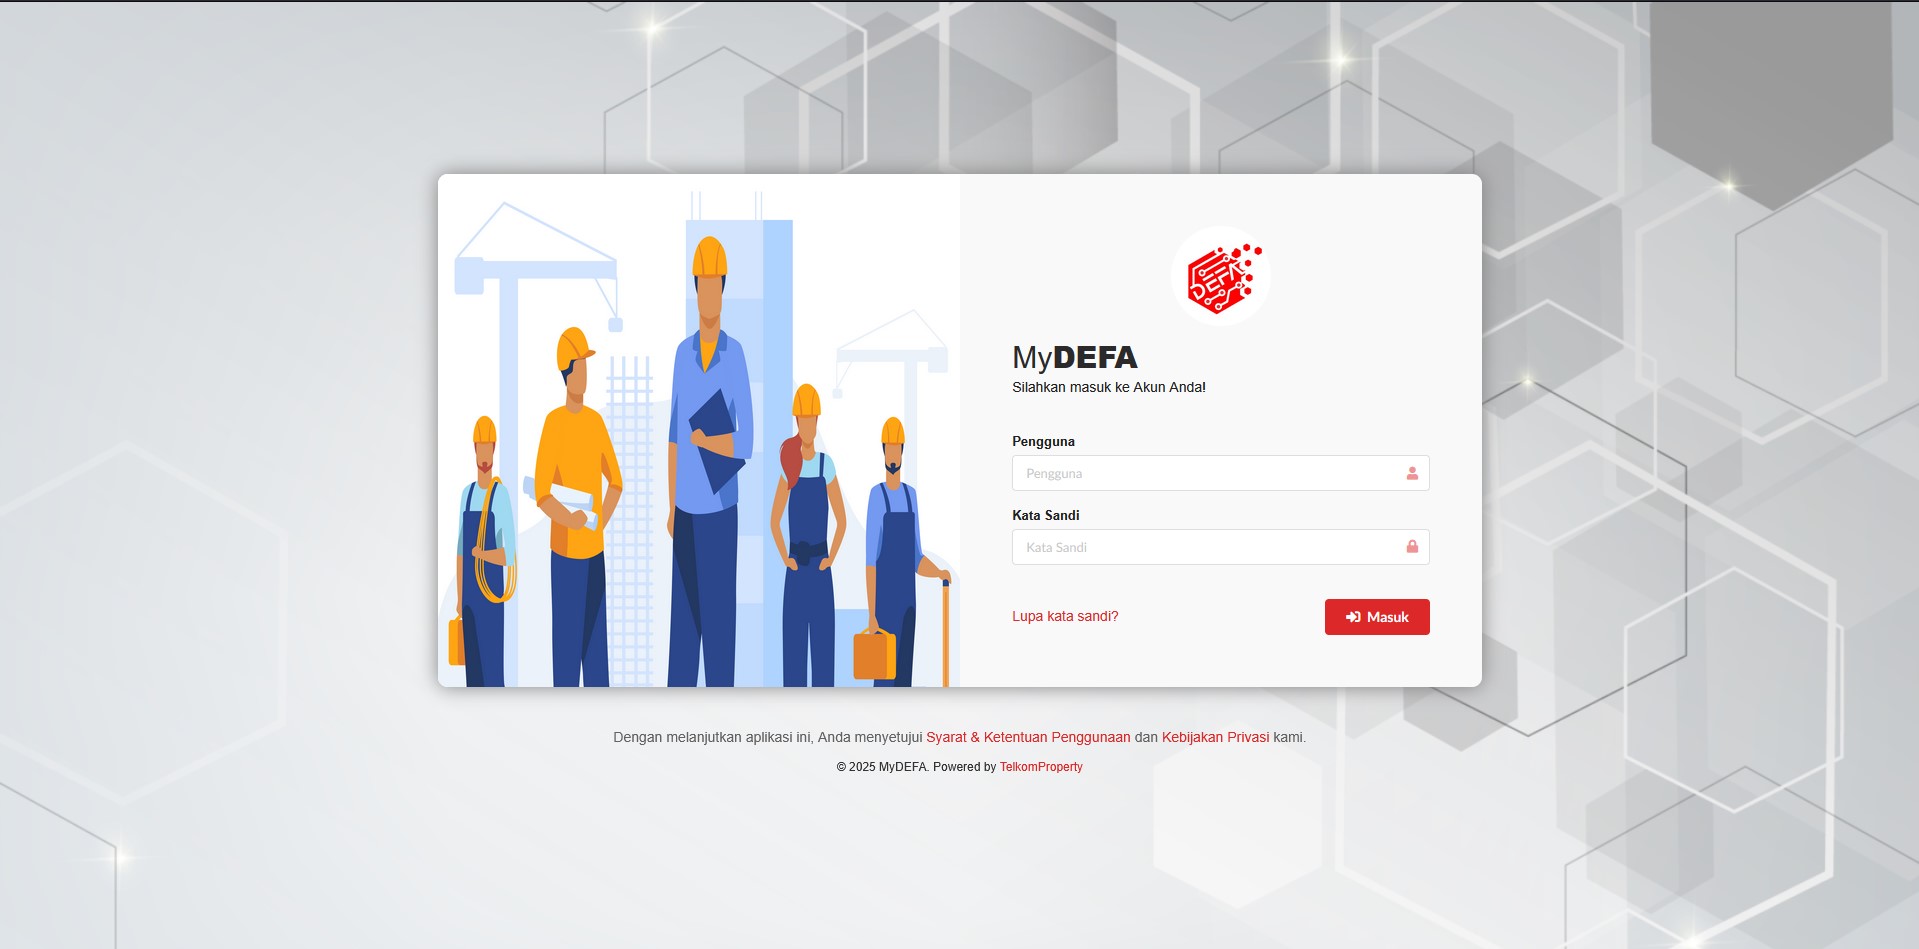 DEFA
MyDEFA
Silahkan masuk ke Akun Anda!
Pengguna
Pengguna
Kata Sandi
Kata Sandi
Lupa kata sandi?
Masuk
Dengan melanjutkan aplikasi ini, Anda menyetujui Syarat & Ketentuan Penggunaan dan Kebijakan Privasi kami.
© 2025 MyDEFA. Powered by TelkomProperty